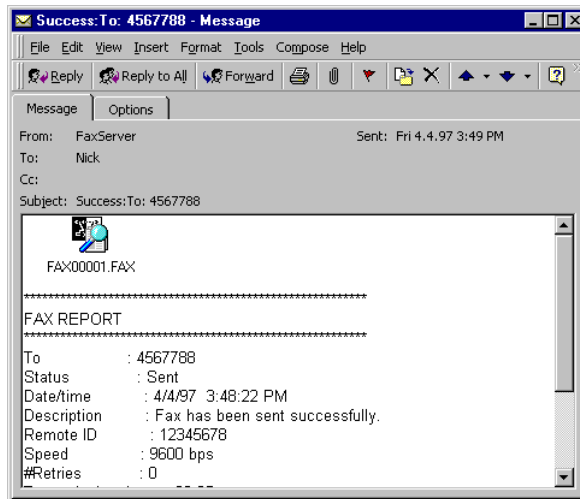 Success:To: 4567788 - Message
File Edit View Insert Format Tools Compose Help
Reply Reply to All Forward
Message Options
From: FaxServer Sent: Fri 4.4.97 3:49 PM
To: Nick
Cc:
Subject: Success:To: 4567788
FAX00001.FAX
*********************************************************
FAX REPORT
*********************************************************
To : 4567788
Status : Sent
Date/time : 4/4/97 3:48:22 PM
Description : Fax has been sent successfully.
Remote ID : 12345678
Speed : 9600 bps
#Retries : 0